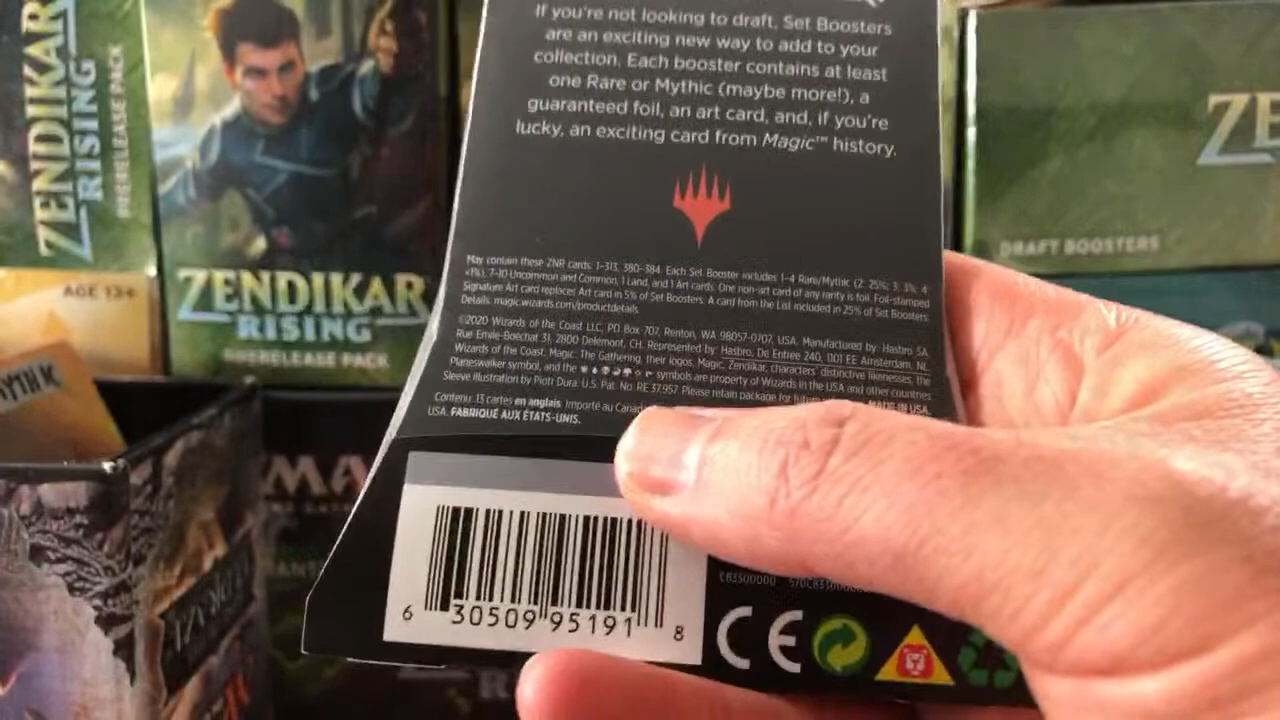 If you're not looking to draft, Set Boosters
are an exciting new way to add to your
collection. Each booster contains at least
one Rare or Mythic (maybe more!), a
guaranteed foil, an art card, and, if you're
lucky, an exciting card from Magic™ history.
May contain these ZNR cards: 1-313, 380-384. Each Set Booster includes 1-4 Rare/Mythic (2: 25%; 3: 3%; 4:
<1%), 7-10 Uncommon and Common, 1 Land, and 1 Art cards. One non-art card of any rarity is foil. Foil-stamped
Signature Art card replaces Art card in 5% of Set Boosters. A card from the List included in 25% of Set Boosters.
Details: magic.wizards.com/productdetails.
©2020 Wizards of the Coast LLC, PO Box 707, Renton, WA 98057-0707, USA. Manufactured by: Hasbro SA,
Rue Emile-Boéchat 31, 2800 Delémont, CH. Represented by: Hasbro, De Entree 240, 1101 EE Amsterdam, NL.
Wizards of the Coast, Magic: The Gathering, their logos, Magic, Zendikar, characters' distinctive likenesses, the
Planeswalker symbol, and the symbols are property of Wizards in the USA and other countries.
Sleeve illustration by Piotr Dura. U.S. Pat. No. RE 37,957. Please retain package for future
MADE IN USA.
Contenu: 13 cartes en anglais. Importé au Canada
USA. FABRIQUÉ AUX ÉTATS-UNIS.
6 30509 95191 8
CB3500000
CE
ZENDIKAR
RISING
PRERELEASE PACK
ZENDIKAR
RISING
PRERELEASE PACK
AGE 13+
DRAFT BOOSTERS